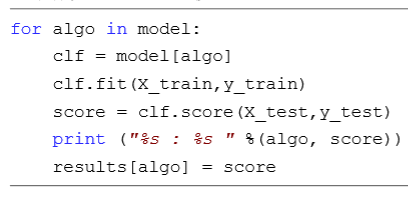 for algo in model:
    clf = model[algo]
    clf.fit(X_train,y_train)
    score = clf.score(X_test,y_test)
    print ("%s : %s " %(algo, score))
    results[algo] = score